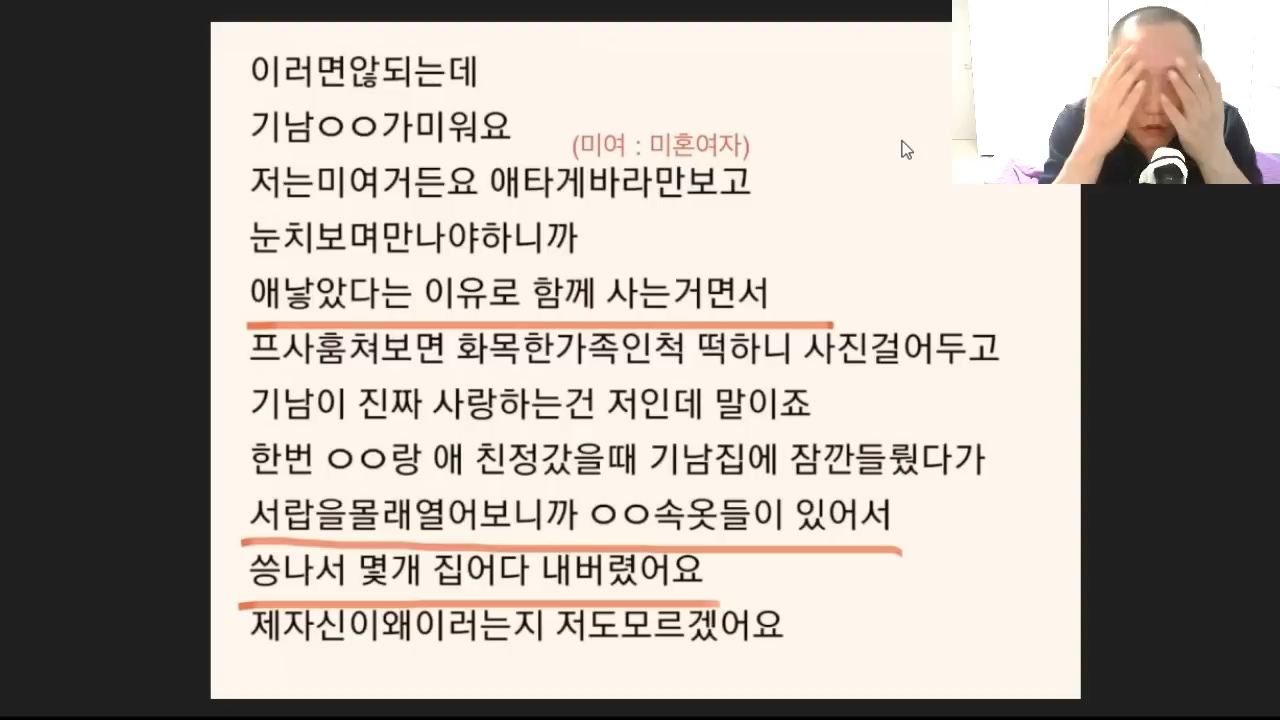 이러면않되는데
기남ㅇㅇ가미워요
(미여 : 미혼여자)
저는미여거든요 애타게바라만보고
눈치보며만나야하니까
애낳았다는 이유로 함께 사는거면서
프사훔쳐보면 화목한가족인척 떡하니 사진걸어두고
기남이 진짜 사랑하는건 저인데 말이죠
한번 ㅇㅇ랑 애 친정갔을때 기남집에 잠깐들뤘다가
서랍을몰래열어보니까 ㅇㅇ속옷들이 있어서
씅나서 몇개 집어다 내버렸어요
제자신이왜이러는지 저도모르겠어요